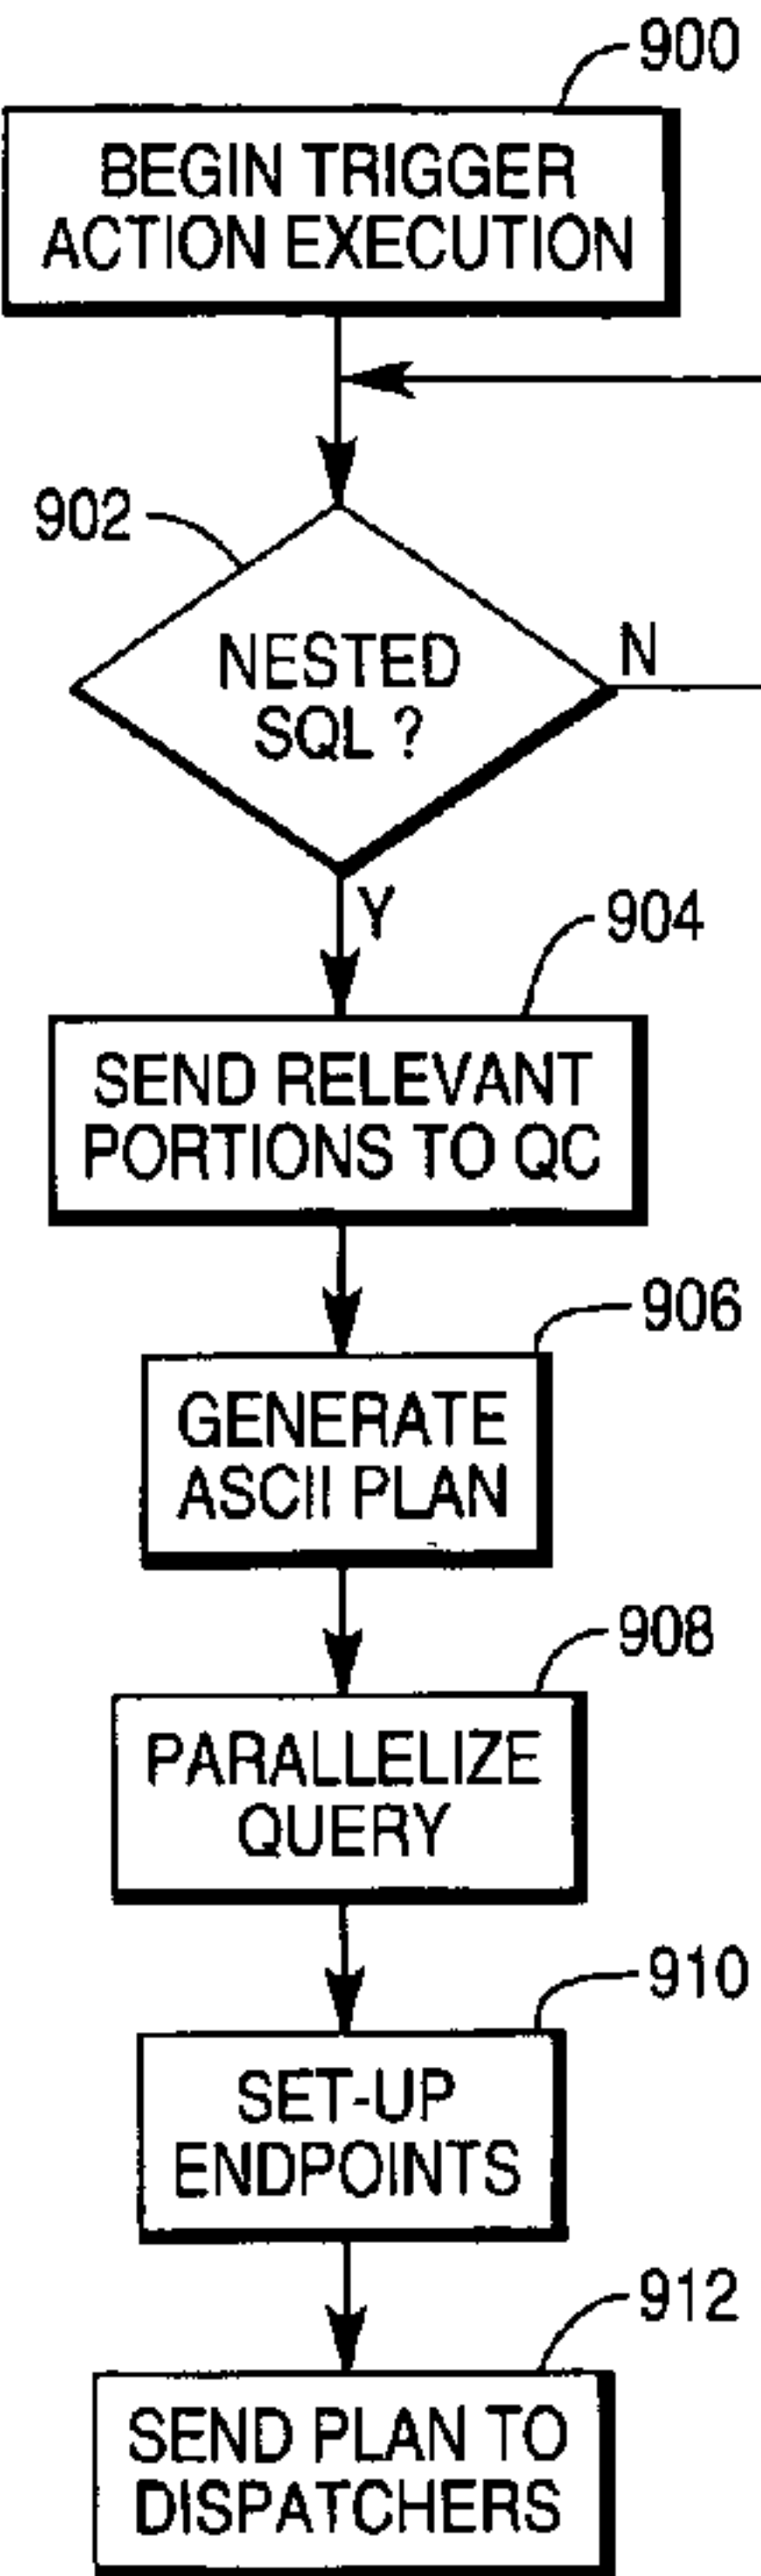 900
BEGIN TRIGGER
ACTION EXECUTION
902
NESTED
SQL ?
N
Y
904
SEND RELEVANT
PORTIONS TO QC
906
GENERATE
ASCII PLAN
908
PARALLELIZE
QUERY
910
SET-UP
ENDPOINTS
912
SEND PLAN TO
DISPATCHERS